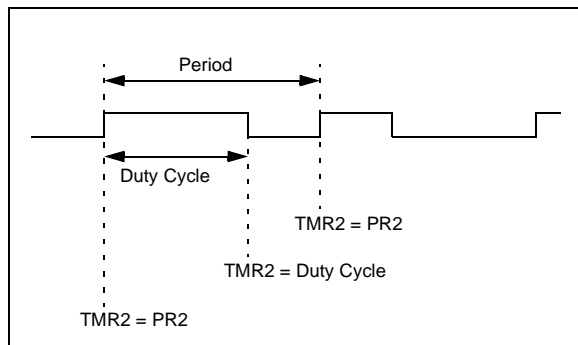 Period
Duty Cycle
TMR2 = PR2
TMR2 = Duty Cycle
TMR2 = PR2